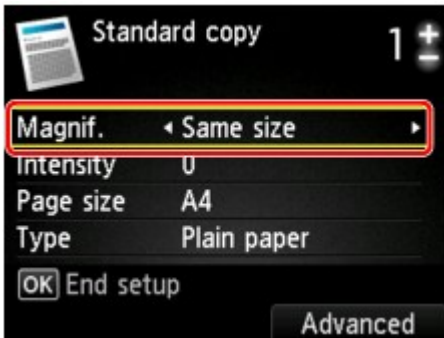 Standard copy 1
Magnif. Same size
Intensity 0
Page size A4
Type Plain paper
OK End setup
Advanced